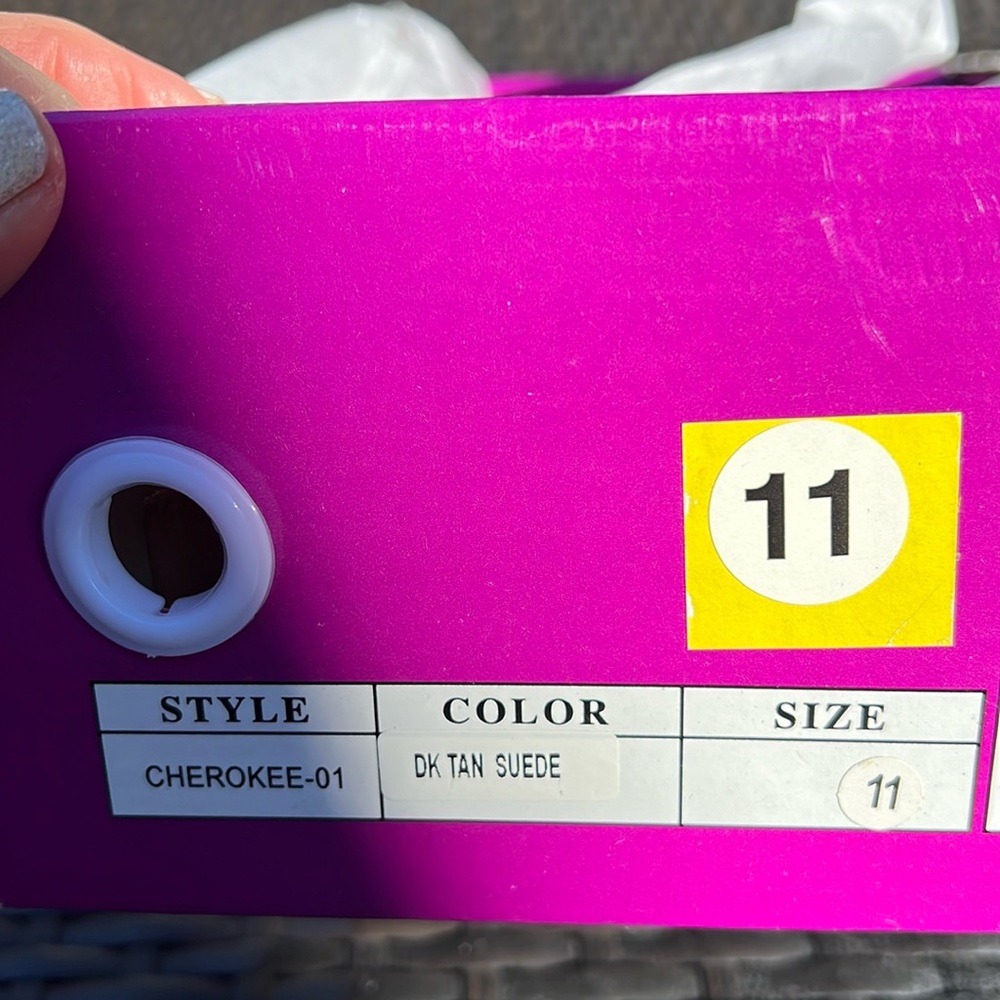 11
STYLE COLOR SIZE
CHEROKEE-01 DK TAN SUEDE 11